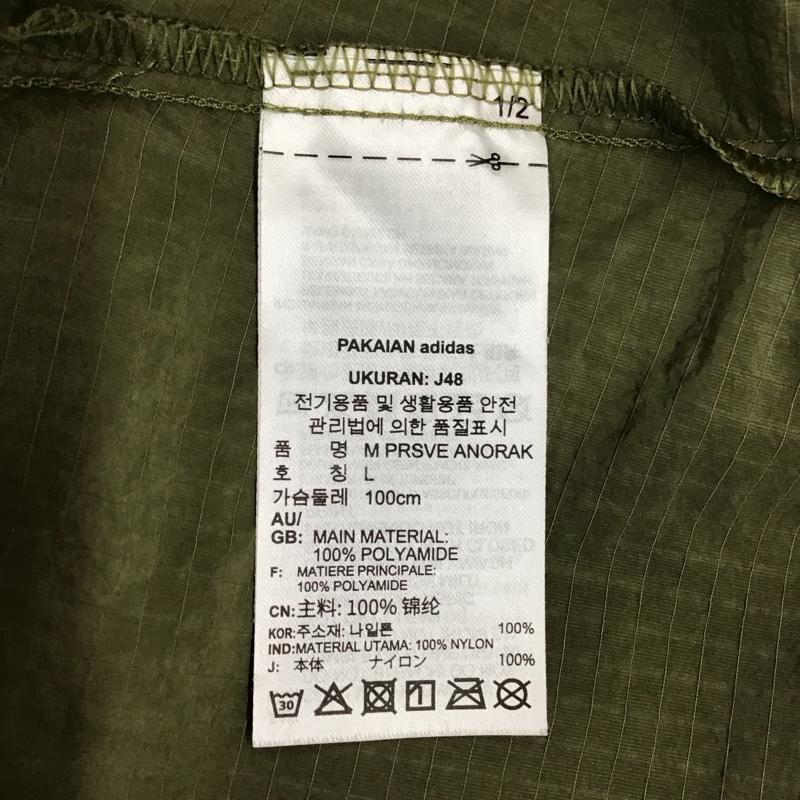 1/2
PAKAIAN adidas
UKURAN: J48
전기용품 및 생활용품 안전
관리법에 의한 품질표시
품 명 M PRSVE ANORAK
호 칭 L
가슴둘레 100cm
AU/
GB: MAIN MATERIAL:
100% POLYAMIDE
F: MATIERE PRINCIPALE:
100% POLYAMIDE
CN:主料: 100% 锦纶
KOR:주소재: 나일론 100%
IND:MATERIAL UTAMA: 100% NYLON
J: 本体 ナイロン 100%
30